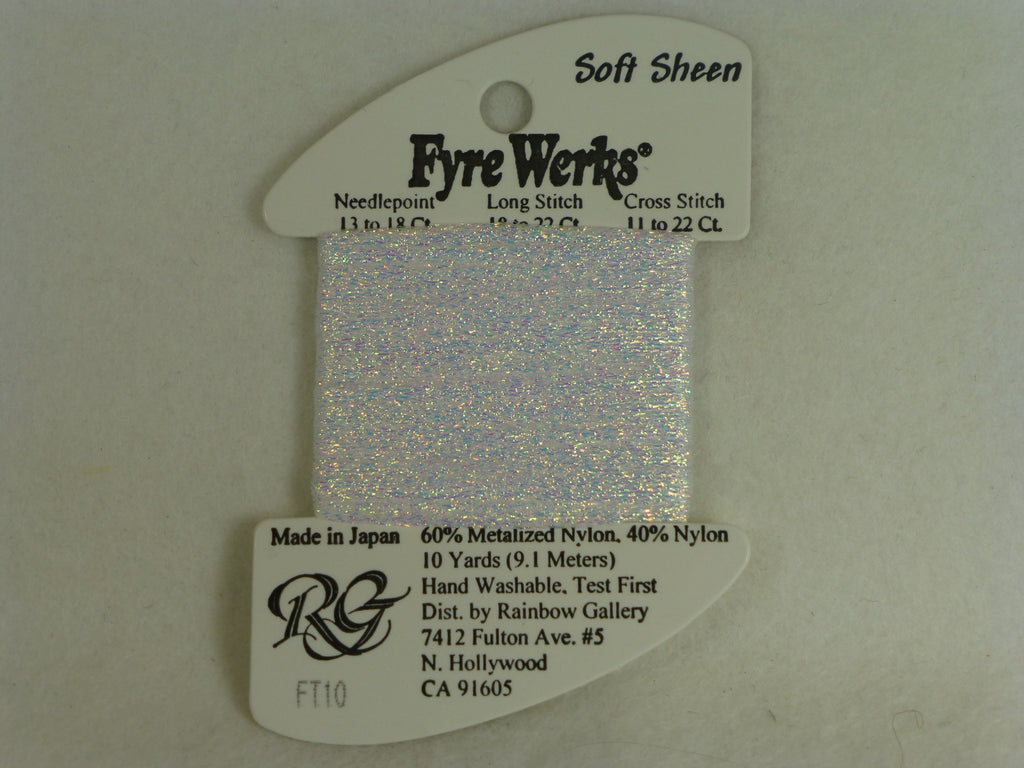 Soft Sheen
Fyre Werks®
Needlepoint Long Stitch Cross Stitch
13 to 18 Ct. 18 to 22 Ct. 11 to 22 Ct.
Made in Japan
60% Metalized Nylon, 40% Nylon
10 Yards (9.1 Meters)
Hand Washable, Test First
Dist. by Rainbow Gallery
7412 Fulton Ave. #5
N. Hollywood
CA 91605
RG
FT10